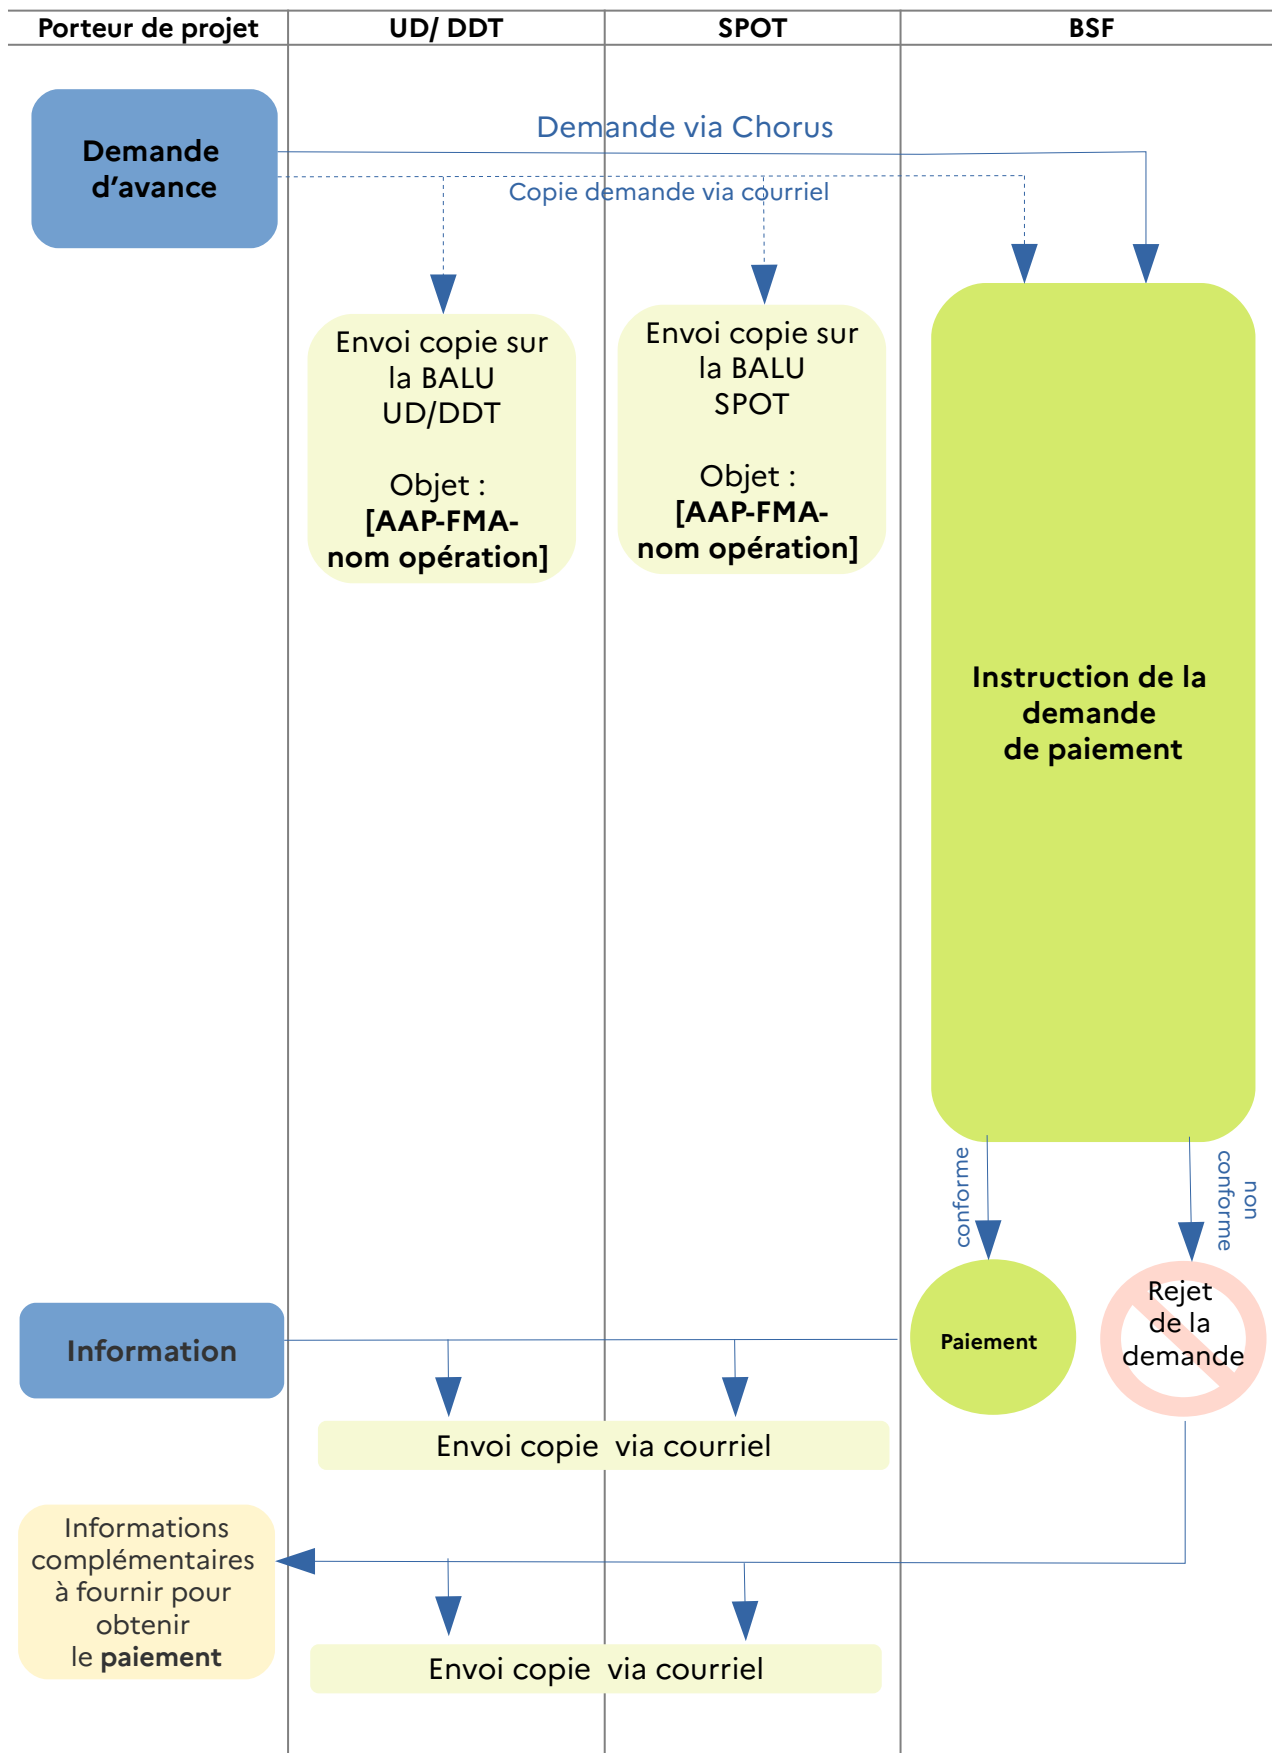 Porteur de projet
UD/ DDT
SPOT
BSF
Demande
d’avance
Demande via Chorus
Copie demande via courriel
Envoi copie sur
la BALU
UD/DDT
Objet :
[AAP-FMA-
nom opération]
Envoi copie sur
la BALU
SPOT
Objet :
[AAP-FMA-
nom opération]
Instruction de la
demande
de paiement
conforme
non
conforme
Paiement
Rejet
de la
demande
Information
Envoi copie  via courriel
Informations
complémentaires
à fournir pour
obtenir
le paiement
Envoi copie  via courriel